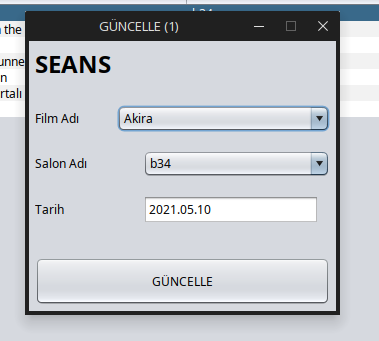 n the
GÜNCELLE (1)
SEANS
unne
n
rtalı
Film Adı
Akira
Salon Adı
b34
Tarih
2021.05.10
GÜNCELLE